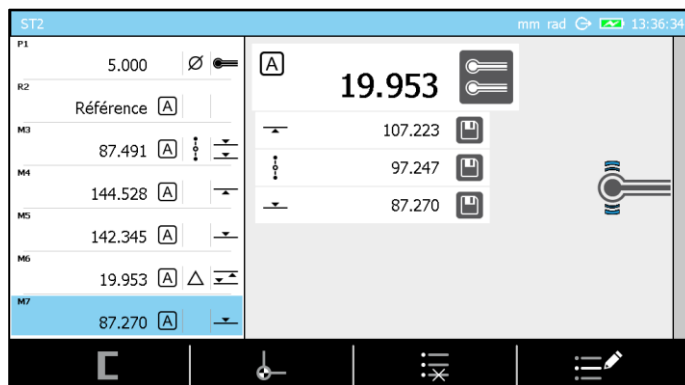 ST2 mm rad 13:36:34
P1
5.000 Ø
R2
Référence A
M3
87.491 A
M4
144.528 A
M5
142.345 A
M6
19.953 A
M7
87.270 A
A
19.953
107.223
97.247
87.270